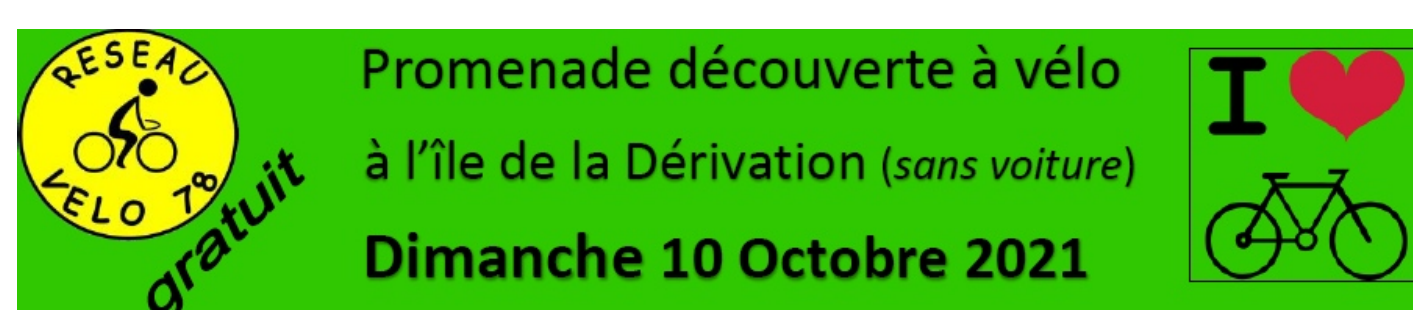 RESEAU
VELO 78
gratuit
Promenade découverte à vélo
à l'île de la Dérivation (sans voiture)
Dimanche 10 Octobre 2021
I